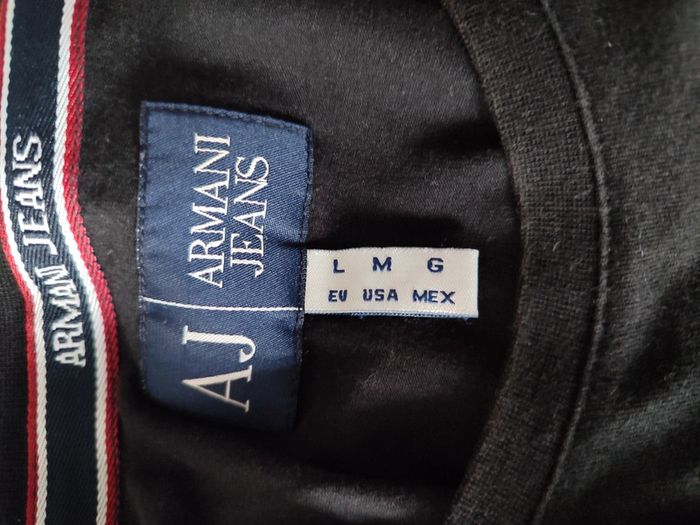 ARMANI JEANS
AJ
ARMANI
JEANS
L M G
EU USA MEX